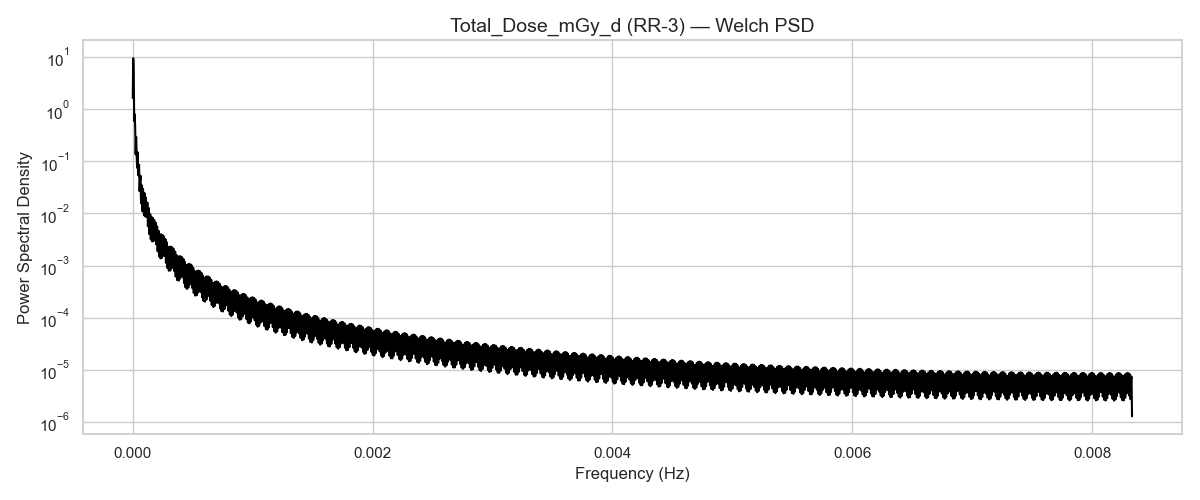 Total_Dose_mGy_d (RR-3) — Welch PSD
Power Spectral Density
10¹
10⁰
10⁻¹
10⁻²
10⁻³
10⁻⁴
10⁻⁵
10⁻⁶
0.000 0.002 0.004 0.006 0.008
Frequency (Hz)